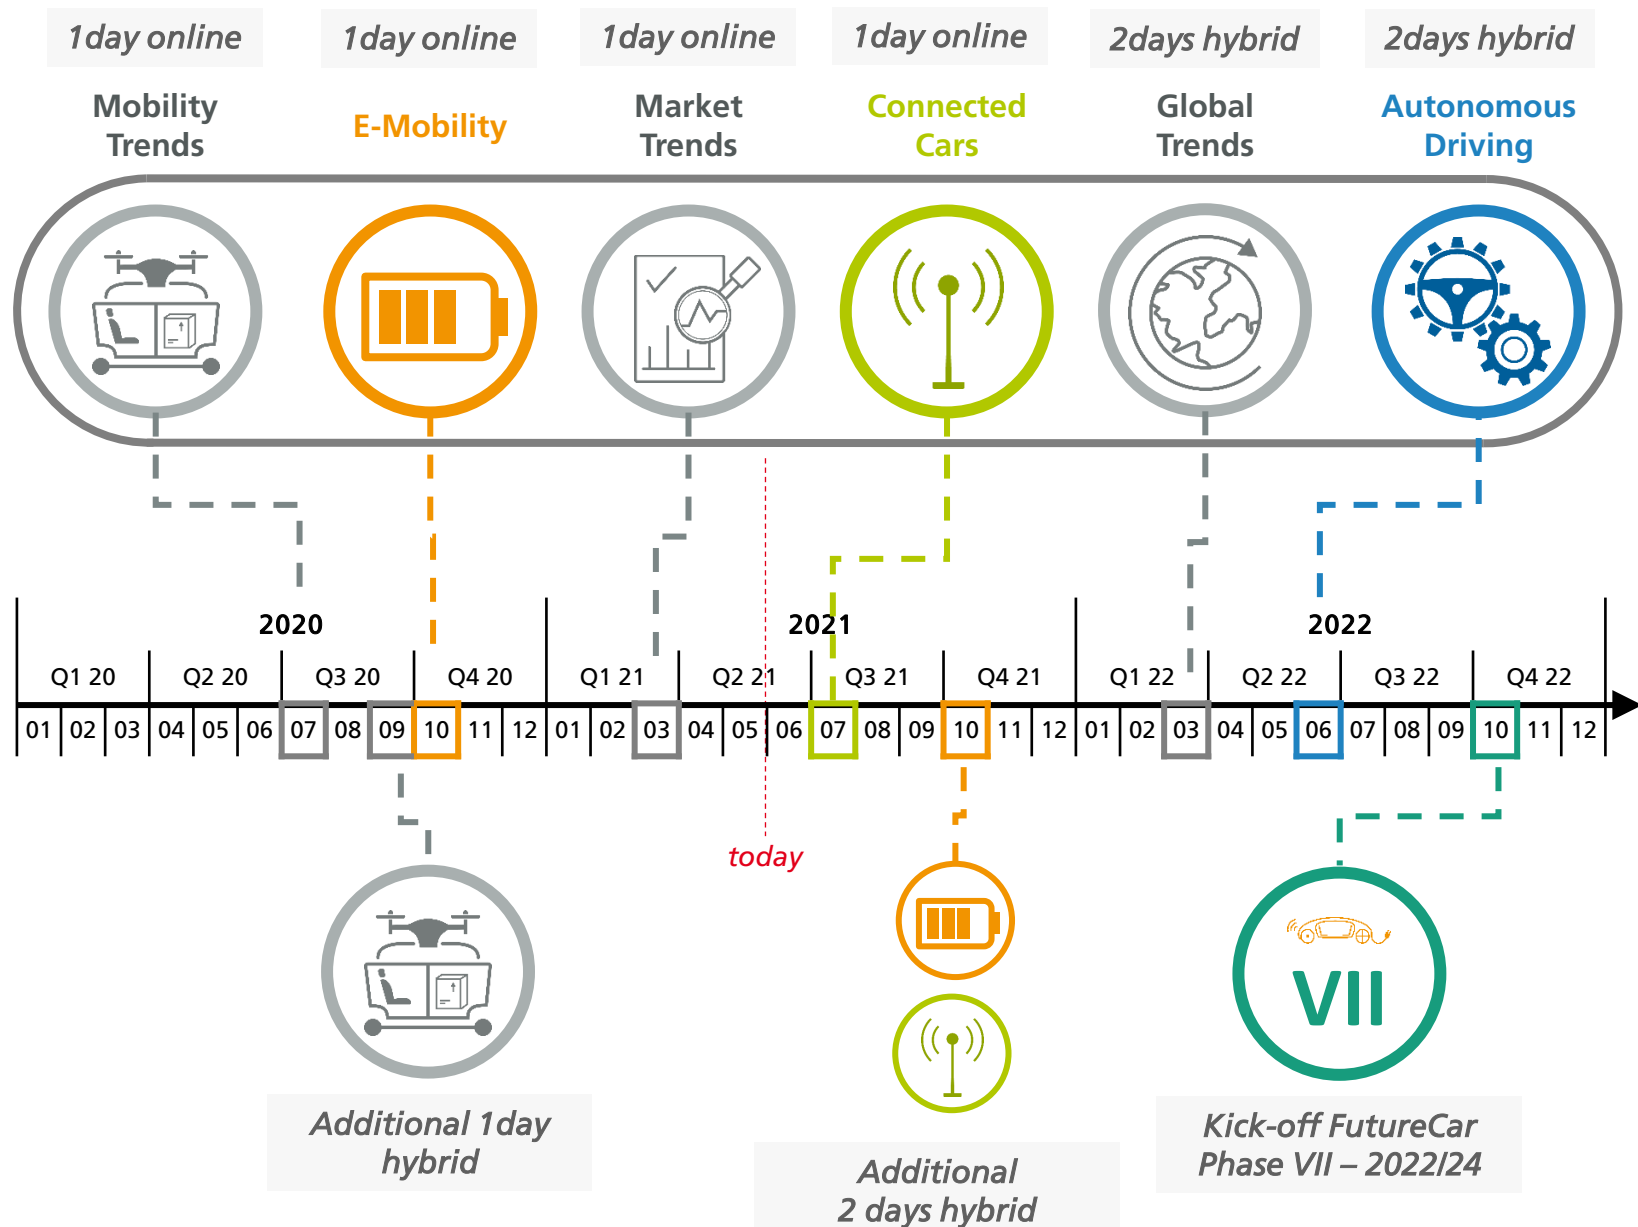 1day online
1day online
1day online
1day online
2days hybrid
2days hybrid
Mobility
Trends
E-Mobility
Market
Trends
Connected
Cars
Global
Trends
Autonomous
Driving
2020
2021
2022
Q1 20
Q2 20
Q3 20
Q4 20
Q1 21
Q2 21
Q3 21
Q4 21
Q1 22
Q2 22
Q3 22
Q4 22
01 02 03 04 05 06 07 08 09 10 11 12 01 02 03 04 05 06 07 08 09 10 11 12 01 02 03 04 05 06 07 08 09 10 11 12
today
VII
Additional 1day
hybrid
Additional
2 days hybrid
Kick-off FutureCar
Phase VII – 2022/24